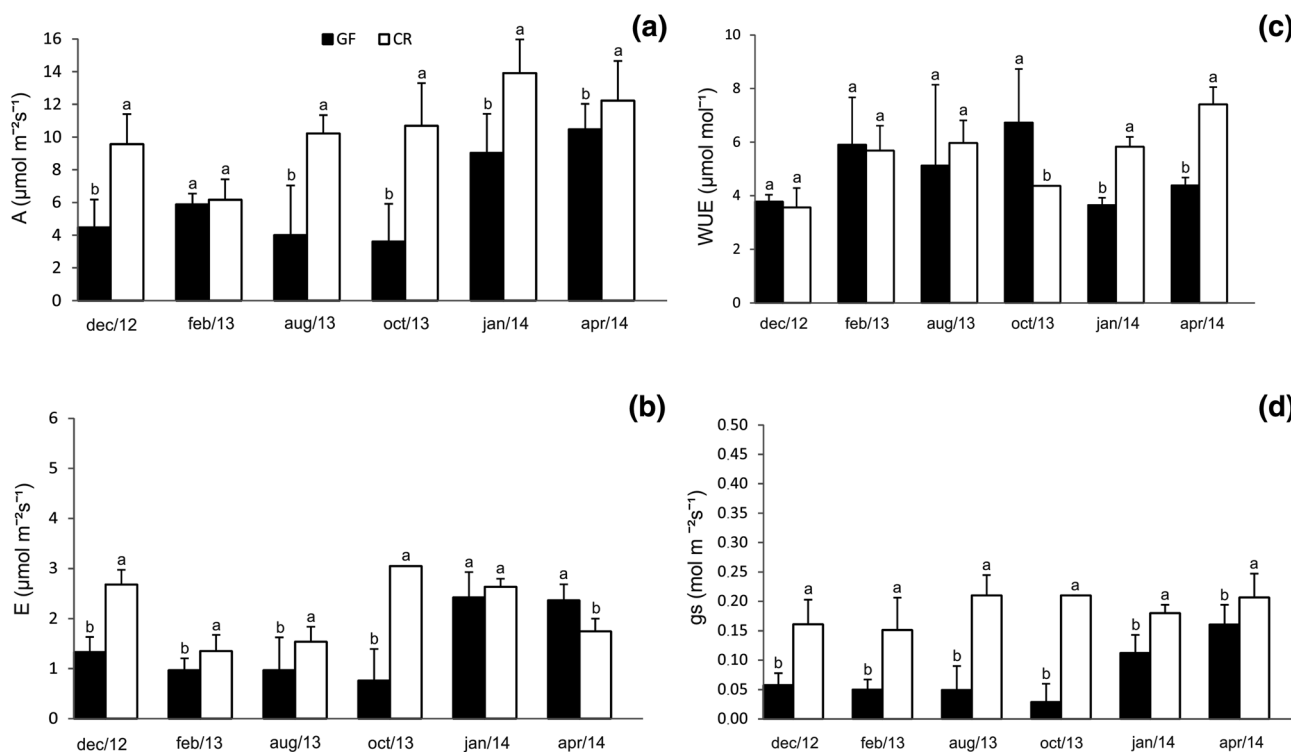 (a)
GF CR
A (µmol m⁻²s⁻¹)
16
14
12
10
8
6
4
2
0
b a a a b a b a b a b a
dec/12 feb/13 aug/13 oct/13 jan/14 apr/14
(c)
WUE (µmol mol⁻¹)
10
8
6
4
2
0
a a a a a a a b b a b a
dec/12 feb/13 aug/13 oct/13 jan/14 apr/14
(b)
E (µmol m⁻²s⁻¹)
6
5
4
3
2
1
0
b a b a b a b a a a a b
dec/12 feb/13 aug/13 oct/13 jan/14 apr/14
(d)
gs (mol m⁻²s⁻¹)
0.50
0.45
0.40
0.35
0.30
0.25
0.20
0.15
0.10
0.05
0.00
b a b a b a b a b a b a
dec/12 feb/13 aug/13 oct/13 jan/14 apr/14